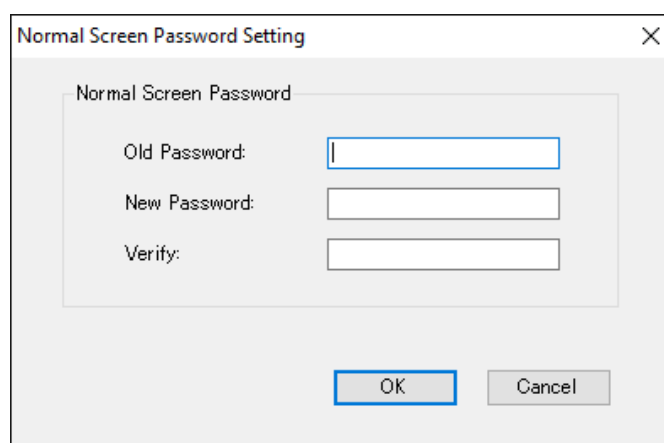 Normal Screen Password Setting
Normal Screen Password
Old Password:
New Password:
Verify:
OK Cancel